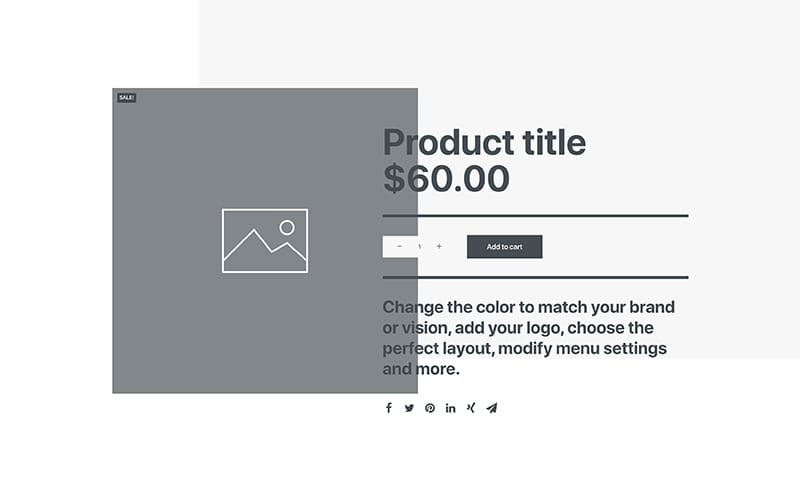 SALE!
Product title
$60.00
− 1 +
Add to cart
Change the color to match your brand
or vision, add your logo, choose the
perfect layout, modify menu settings
and more.